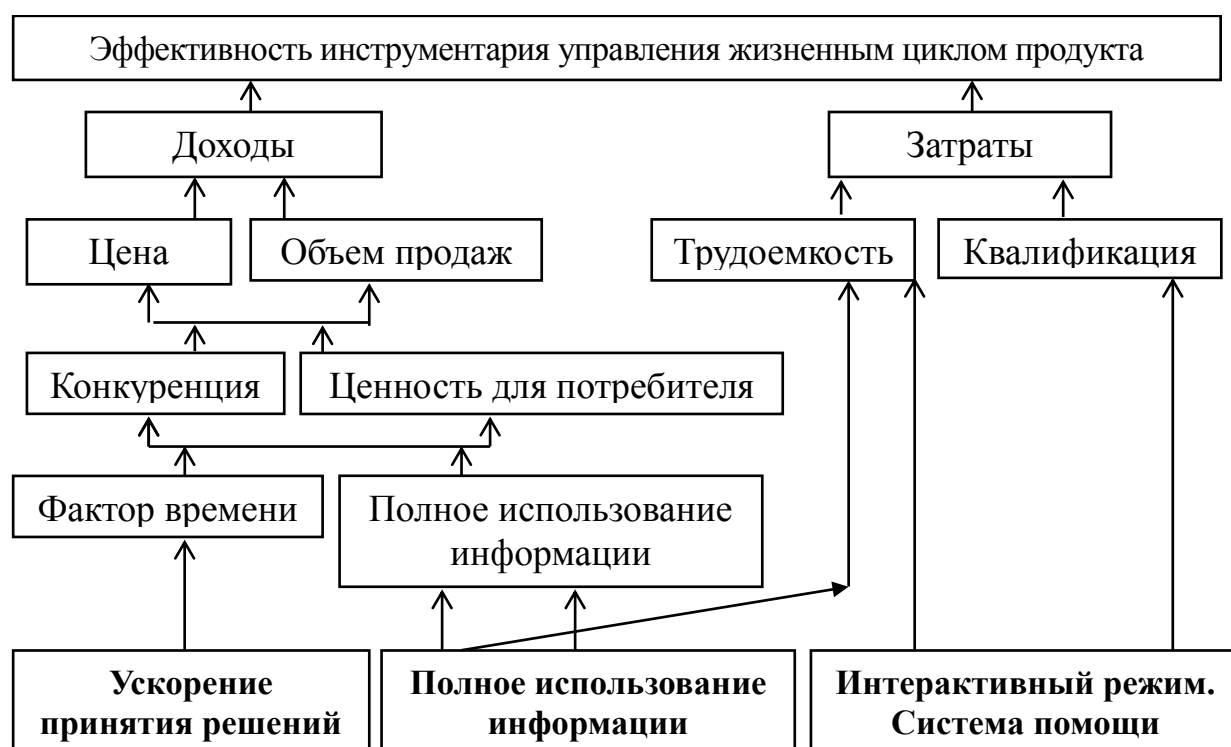 Эффективность инструментария управления жизненным циклом продукта
Доходы
Затраты
Цена
Объем продаж
Трудоемкость
Квалификация
Конкуренция
Ценность для потребителя
Фактор времени
Полное использование
информации
Ускорение
принятия решений
Полное использование
информации
Интерактивный режим.
Система помощи